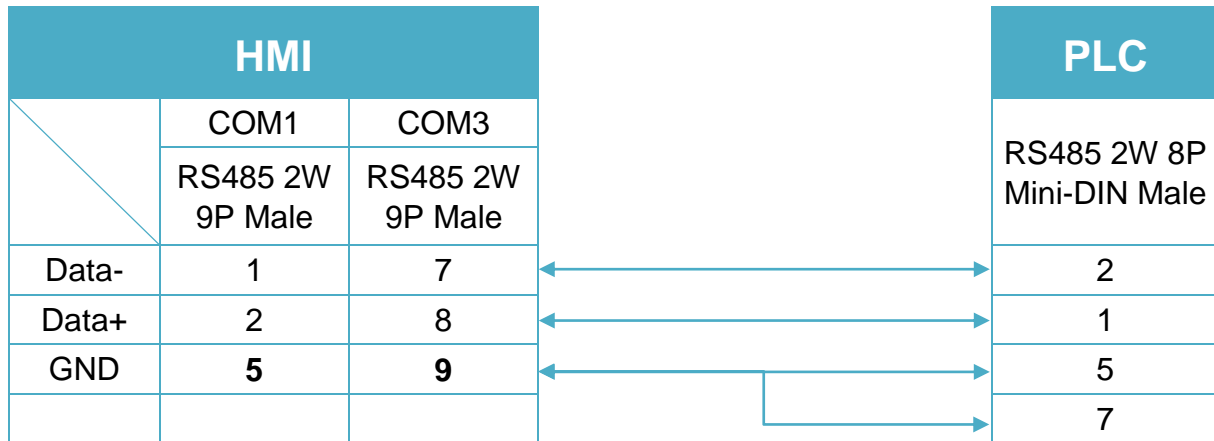 HMI
PLC
COM1 COM3
RS485 2W
9P Male
RS485 2W
9P Male
RS485 2W 8P
Mini-DIN Male
Data- 1 7 2
Data+ 2 8 1
GND 5 9 5
7